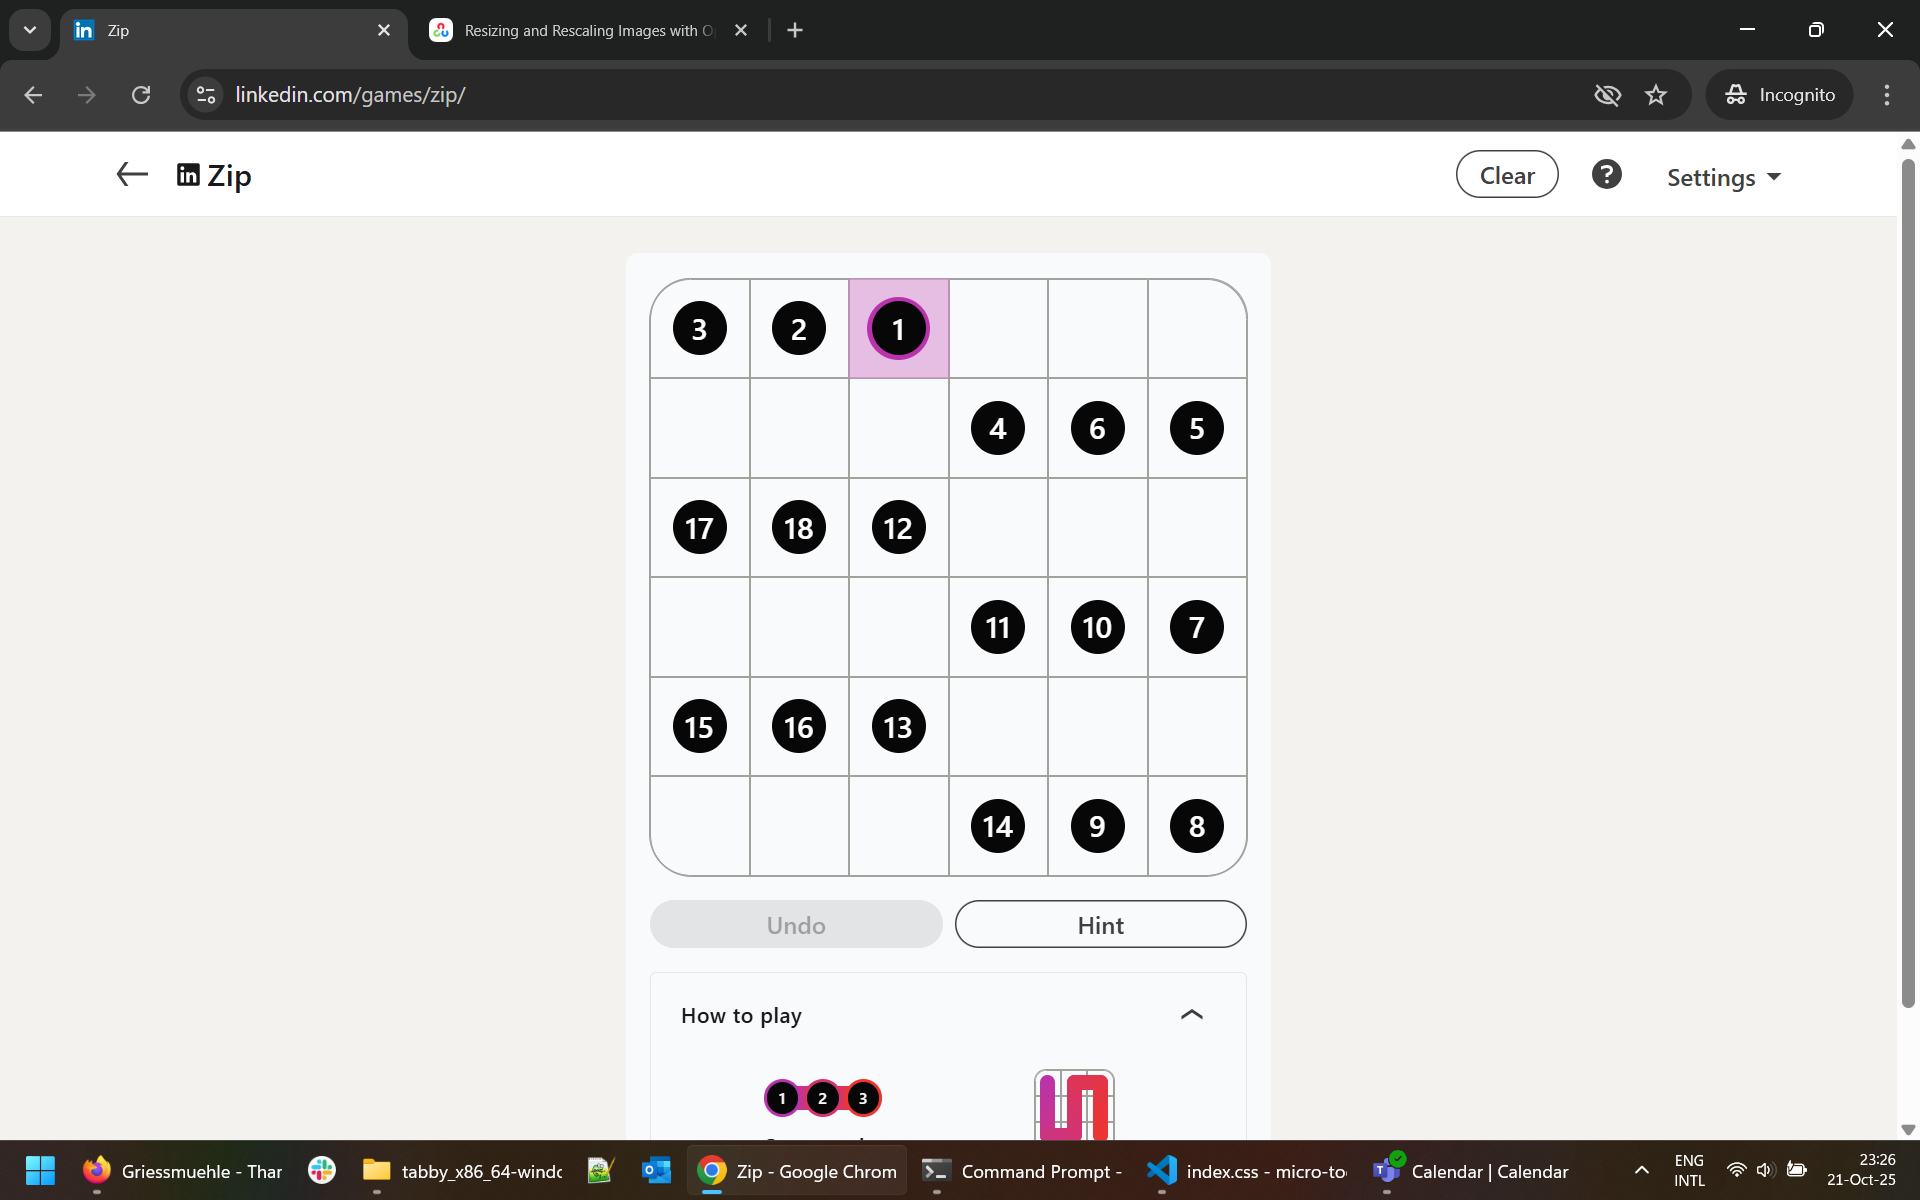 Zip
Resizing and Rescaling Images with O
linkedin.com/games/zip/
Incognito
in Zip
Clear
?
Settings
3 2 1
4 6 5
17 18 12
11 10 7
15 16 13
14 9 8
Undo
Hint
How to play
1 2 3
Griessmuehle - Thar
tabby_x86_64-windo
Zip - Google Chrom
Command Prompt -
index.css - micro-to
Calendar | Calendar
ENG
INTL
23:26
21-Oct-25